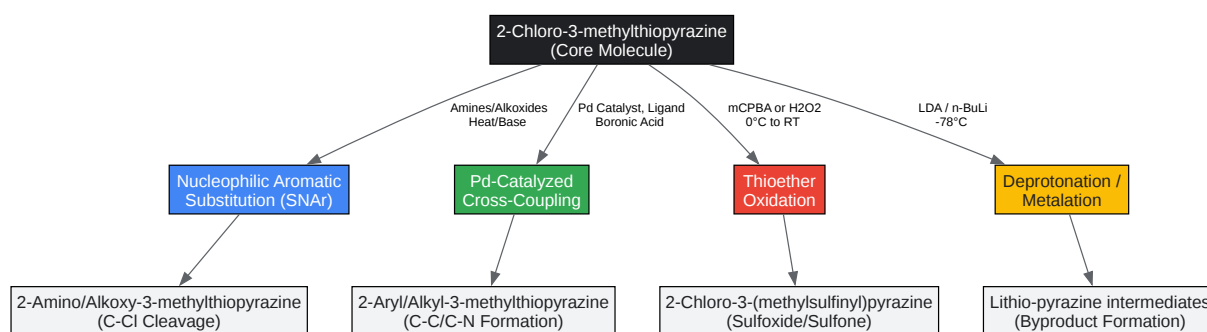 2-Chloro-3-methylthiopyrazine
(Core Molecule)
Amines/Alkoxides
Heat/Base
Pd Catalyst, Ligand
Boronic Acid
mCPBA or H2O2
0°C to RT
LDA / n-BuLi
-78°C
Nucleophilic Aromatic
Substitution (SNAr)
Pd-Catalyzed
Cross-Coupling
Thioether
Oxidation
Deprotonation /
Metalation
2-Amino/Alkoxy-3-methylthiopyrazine
(C-Cl Cleavage)
2-Aryl/Alkyl-3-methylthiopyrazine
(C-C/C-N Formation)
2-Chloro-3-(methylsulfinyl)pyrazine
(Sulfoxide/Sulfone)
Lithio-pyrazine intermediates
(Byproduct Formation)